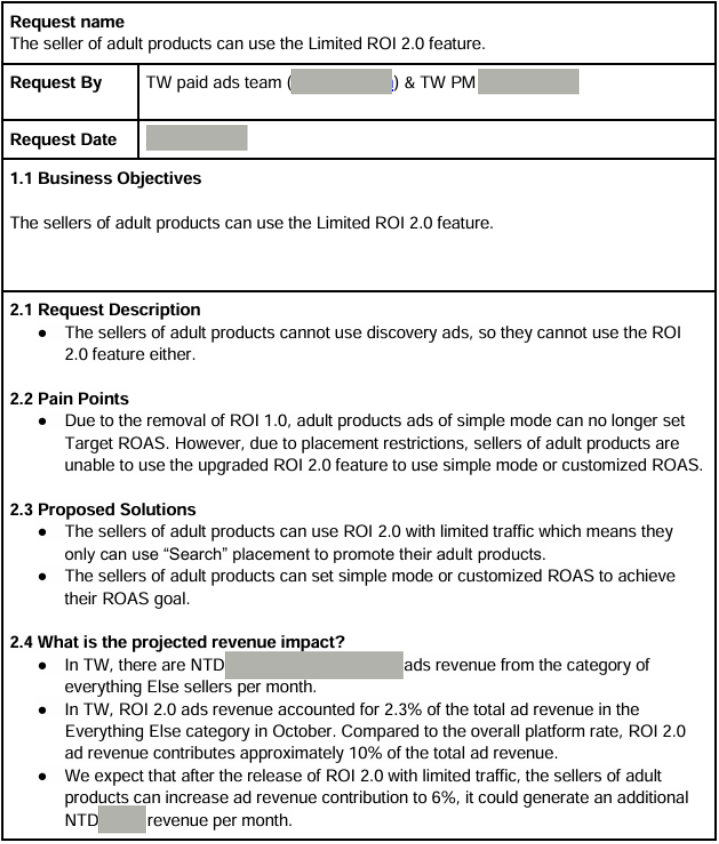 Request name
The seller of adult products can use the Limited ROI 2.0 feature.
Request By
TW paid ads team ( ) & TW PM
Request Date
1.1 Business Objectives
The sellers of adult products can use the Limited ROI 2.0 feature.
2.1 Request Description
● The sellers of adult products cannot use discovery ads, so they cannot use the ROI
2.0 feature either.
2.2 Pain Points
● Due to the removal of ROI 1.0, adult products ads of simple mode can no longer set
Target ROAS. However, due to placement restrictions, sellers of adult products are
unable to use the upgraded ROI 2.0 feature to use simple mode or customized ROAS.
2.3 Proposed Solutions
● The sellers of adult products can use ROI 2.0 with limited traffic which means they
only can use “Search” placement to promote their adult products.
● The sellers of adult products can set simple mode or customized ROAS to achieve
their ROAS goal.
2.4 What is the projected revenue impact?
● In TW, there are NTD ads revenue from the category of
everything Else sellers per month.
● In TW, ROI 2.0 ads revenue accounted for 2.3% of the total ad revenue in the
Everything Else category in October. Compared to the overall platform rate, ROI 2.0
ad revenue contributes approximately 10% of the total ad revenue.
● We expect that after the release of ROI 2.0 with limited traffic, the sellers of adult
products can increase ad revenue contribution to 6%, it could generate an additional
NTD revenue per month.